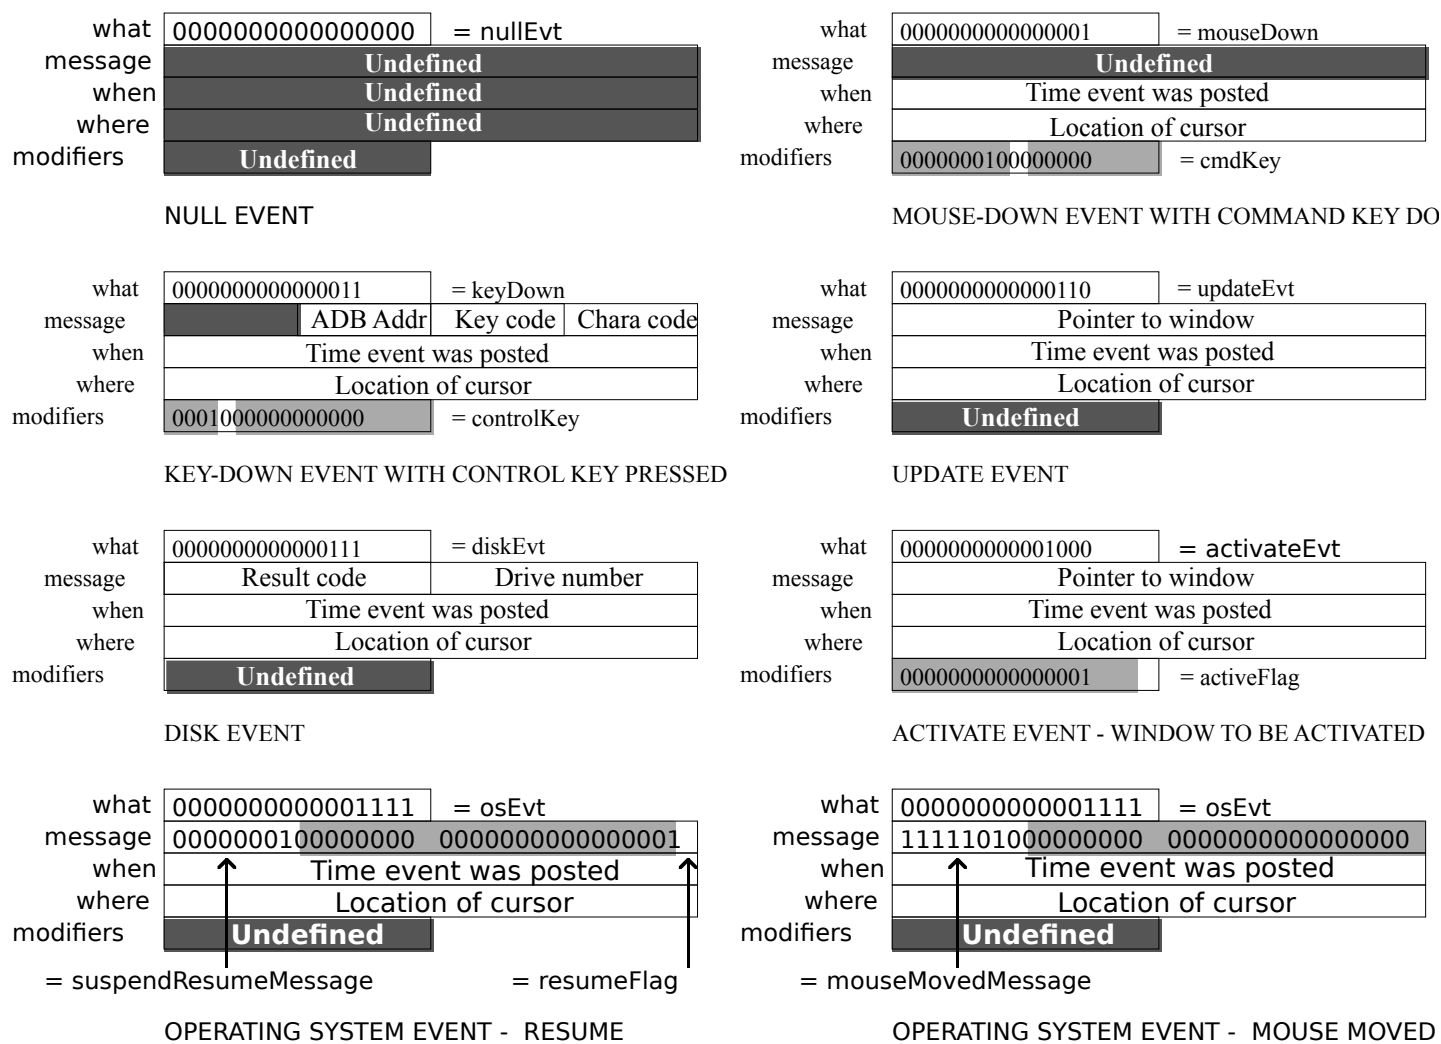 what 0000000000000000 = nullEvt
message Undefined
when Undefined
where Undefined
modifiers Undefined
NULL EVENT
what 0000000000000001 = mouseDown
message Undefined
when Time event was posted
where Location of cursor
modifiers 0000000100000000 = cmdKey
MOUSE-DOWN EVENT WITH COMMAND KEY DO
what 0000000000000011 = keyDown
message ADB Addr Key code Chara code
when Time event was posted
where Location of cursor
modifiers 0001000000000000 = controlKey
KEY-DOWN EVENT WITH CONTROL KEY PRESSED
what 0000000000000110 = updateEvt
message Pointer to window
when Time event was posted
where Location of cursor
modifiers Undefined
UPDATE EVENT
what 0000000000000111 = diskEvt
message Result code Drive number
when Time event was posted
where Location of cursor
modifiers Undefined
DISK EVENT
what 0000000000001000 = activateEvt
message Pointer to window
when Time event was posted
where Location of cursor
modifiers 0000000000000001 = activeFlag
ACTIVATE EVENT - WINDOW TO BE ACTIVATED
what 0000000000001111 = osEvt
message 0000000100000000 0000000000000001
when Time event was posted
where Location of cursor
modifiers Undefined
= suspendResumeMessage = resumeFlag
OPERATING SYSTEM EVENT - RESUME
what 0000000000001111 = osEvt
message 1111101000000000 0000000000000000
when Time event was posted
where Location of cursor
modifiers Undefined
= mouseMovedMessage
OPERATING SYSTEM EVENT - MOUSE MOVED